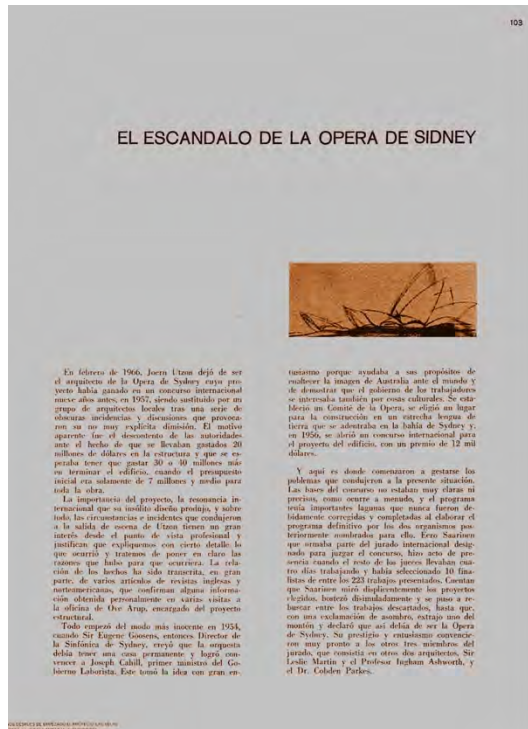 103
EL ESCANDALO DE LA OPERA DE SIDNEY
En febrero de 1966, Joern Utzon dejó de ser
el arquitecto de la Opera de Sydney cuyo pro-
yecto había ganado en un concurso internacional
nueve años antes, en 1957, siendo sustituido por un
grupo de arquitectos locales tras una serie de
obscuras incidencias y discusiones que provoca-
ron su no muy explícita dimisión. El motivo
aparente fue el descontento de las autoridades
ante el hecho de que se llevaban gastados 20
millones de dólares en la estructura y que se es-
peraba tener que gastar 30 o 40 millones más
en terminar el edificio, cuando el presupuesto
inicial era solamente de 7 millones y medio para
toda la obra.
La importancia del proyecto, la resonancia in-
ternacional que su insólito diseño produjo, y sobre
todo, las circunstancias e incidentes que condujeron
a la salida de escena de Utzon tienen un gran
interés desde el punto de vista profesional y
justifican que expliquemos con cierto detalle lo
que ocurrió y tratemos de poner en claro las
razones que hubo para que ocurriera. La rela-
ción de los hechos ha sido transcrita, en gran
parte, de varios artículos de revistas inglesas y
norteamericanas, que confirman alguna informa-
ción obtenida personalmente en varias visitas a
la oficina de Ove Arup, encargado del proyecto
estructural.
Todo empezó del modo más inocente en 1954,
cuando Sir Eugene Goosens, entonces Director de
la Sinfónica de Sydney, creyó que la orquesta
debía tener una casa permanente y logró con-
vencer a Joseph Cahill, primer ministro del Go-
bierno Laborista. Este tomó la idea con gran en-
tusiasmo porque ayudaba a sus propósitos de
enaltecer la imagen de Australia ante el mundo y
de demostrar que el gobierno de los trabajadores
se interesaba también por cosas culturales. Se esta-
bleció un Comité de la Opera, se eligió un lugar
para la construcción en un estrecha lengua de
tierra que se adentraba en la bahía de Sydney y,
en 1956, se abrió un concurso internacional para
el proyecto del edificio, con un premio de 12 mil
dólares.
Y aquí es donde comenzaron a gestarse los
problemas que condujeron a la presente situación.
Las bases del concurso no estaban muy claras ni
precisas, como ocurre a menudo, y el programa
tenía importantes lagunas que nunca fueron de-
bidamente corregidas y completadas al elaborar el
programa definitivo por los dos organismos pos-
teriormente nombrados para ello. Eero Saarinen
que formaba parte del jurado internacional desig-
nado para juzgar el concurso, hizo acto de pre-
sencia cuando el resto de los jueces llevaban cua-
tro días trabajando y había seleccionado 10 fina-
listas de entre los 223 trabajos presentados. Cuentan
que Saarinen miró displicentemente los proyectos
elegidos, bostezó disimuladamente y se puso a re-
buscar entre los trabajos descartados, hasta que,
con una exclamación de asombro, extrajo uno del
montón y declaró que así debía de ser la Opera
de Sydney. Su prestigio y entusiasmo convencie-
ron muy pronto a los otros tres miembros del
jurado, que consistía en otros dos arquitectos, Sir
Leslie Martin y el Profesor Ingham Ashworth, y
el Dr. Cobden Parkes.